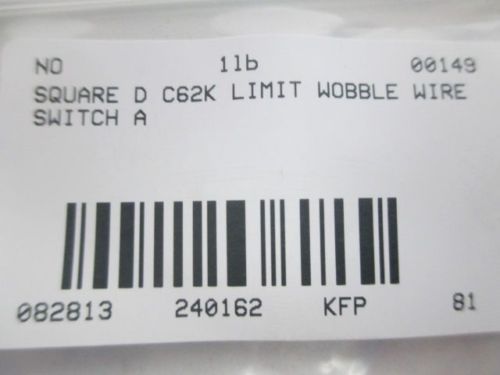 NO 1lb 00149
SQUARE D C62K LIMIT WOBBLE WIRE
SWITCH A
082813 240162 KFP 81